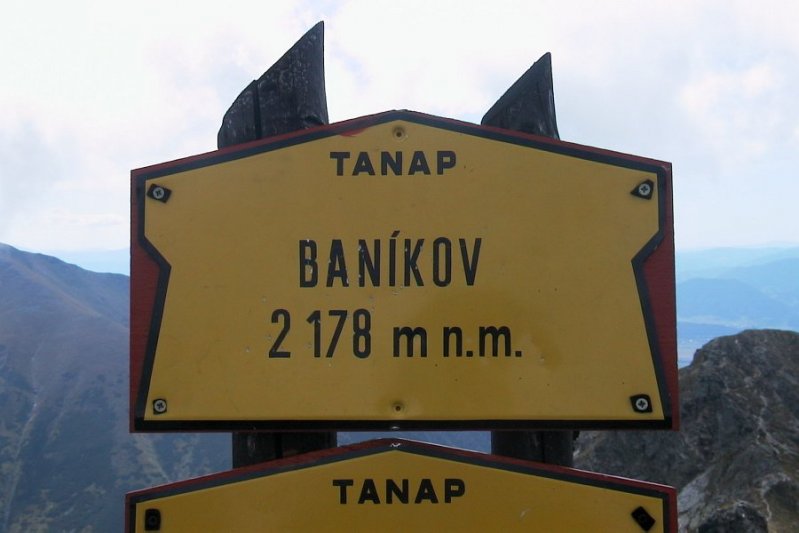 TANAP
BANÍKOV
2 178 m n.m.
TANAP